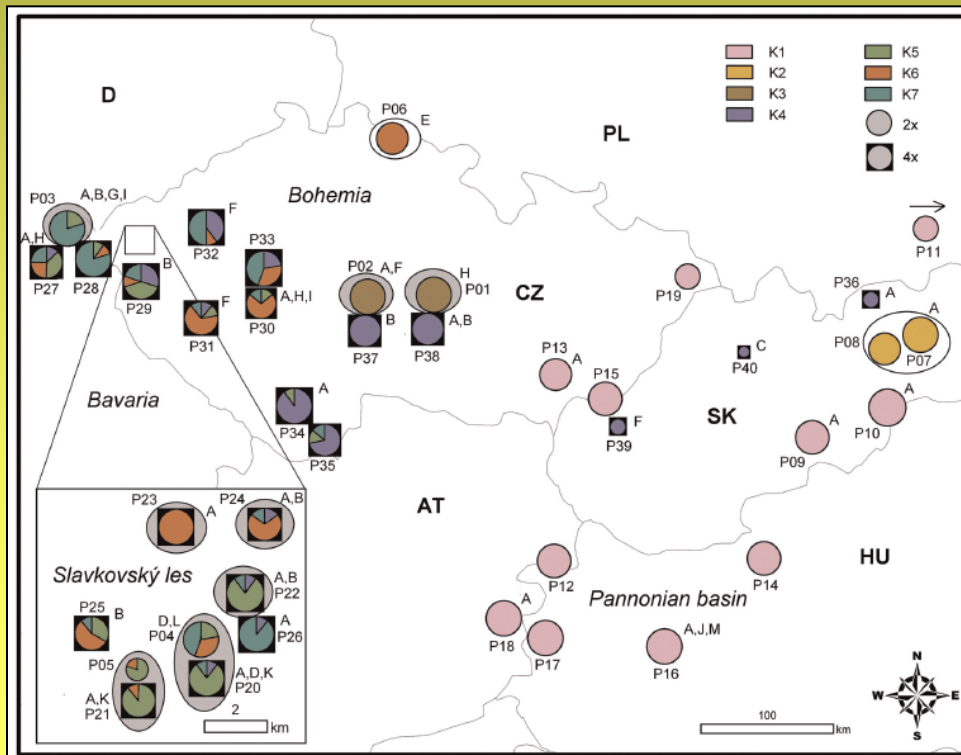 K1
K2
K3
K4
K5
K6
K7
2x
4x
D
PL
P06
E
Bohemia
P03
A,B,G,I
A,H
P27
P28
B
P29
F
P32
P33
A,H,I
P30
F
P31
P02
A,F
H
P01
B
P37
A,B
P38
CZ
P19
P11
P36
A
A
P08
P07
C
P40
P13
A
P15
F
P39
SK
A
P09
A
P10
Bavaria
A
P34
P35
AT
P12
P14
HU
Pannonian basin
A
P18
P17
A,J,M
P16
P23
A
P24
A,B
Slavkovský les
A,B
P22
P25
B
D,L
P04
A
P26
P05
A,D,K
P20
A,K
P21
2
km
100
km
N
W
E
S